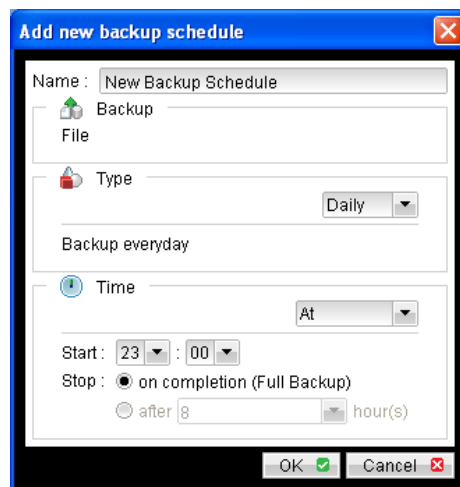 Add new backup schedule
Name : New Backup Schedule
Backup
File
Type
Daily
Backup everyday
Time
At
Start : 23 : 00
Stop : on completion (Full Backup)
after 8 hour(s)
OK Cancel